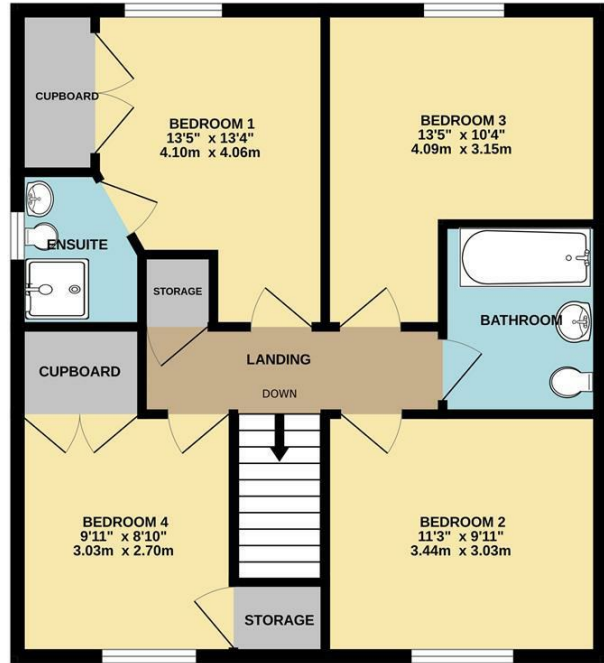 CUPBOARD
BEDROOM 1
13'5" x 13'4"
4.10m x 4.06m
BEDROOM 3
13'5" x 10'4"
4.09m x 3.15m
ENSUITE
STORAGE
BATHROOM
LANDING
CUPBOARD
DOWN
BEDROOM 4
9'11" x 8'10"
3.03m x 2.70m
BEDROOM 2
11'3" x 9'11"
3.44m x 3.03m
STORAGE